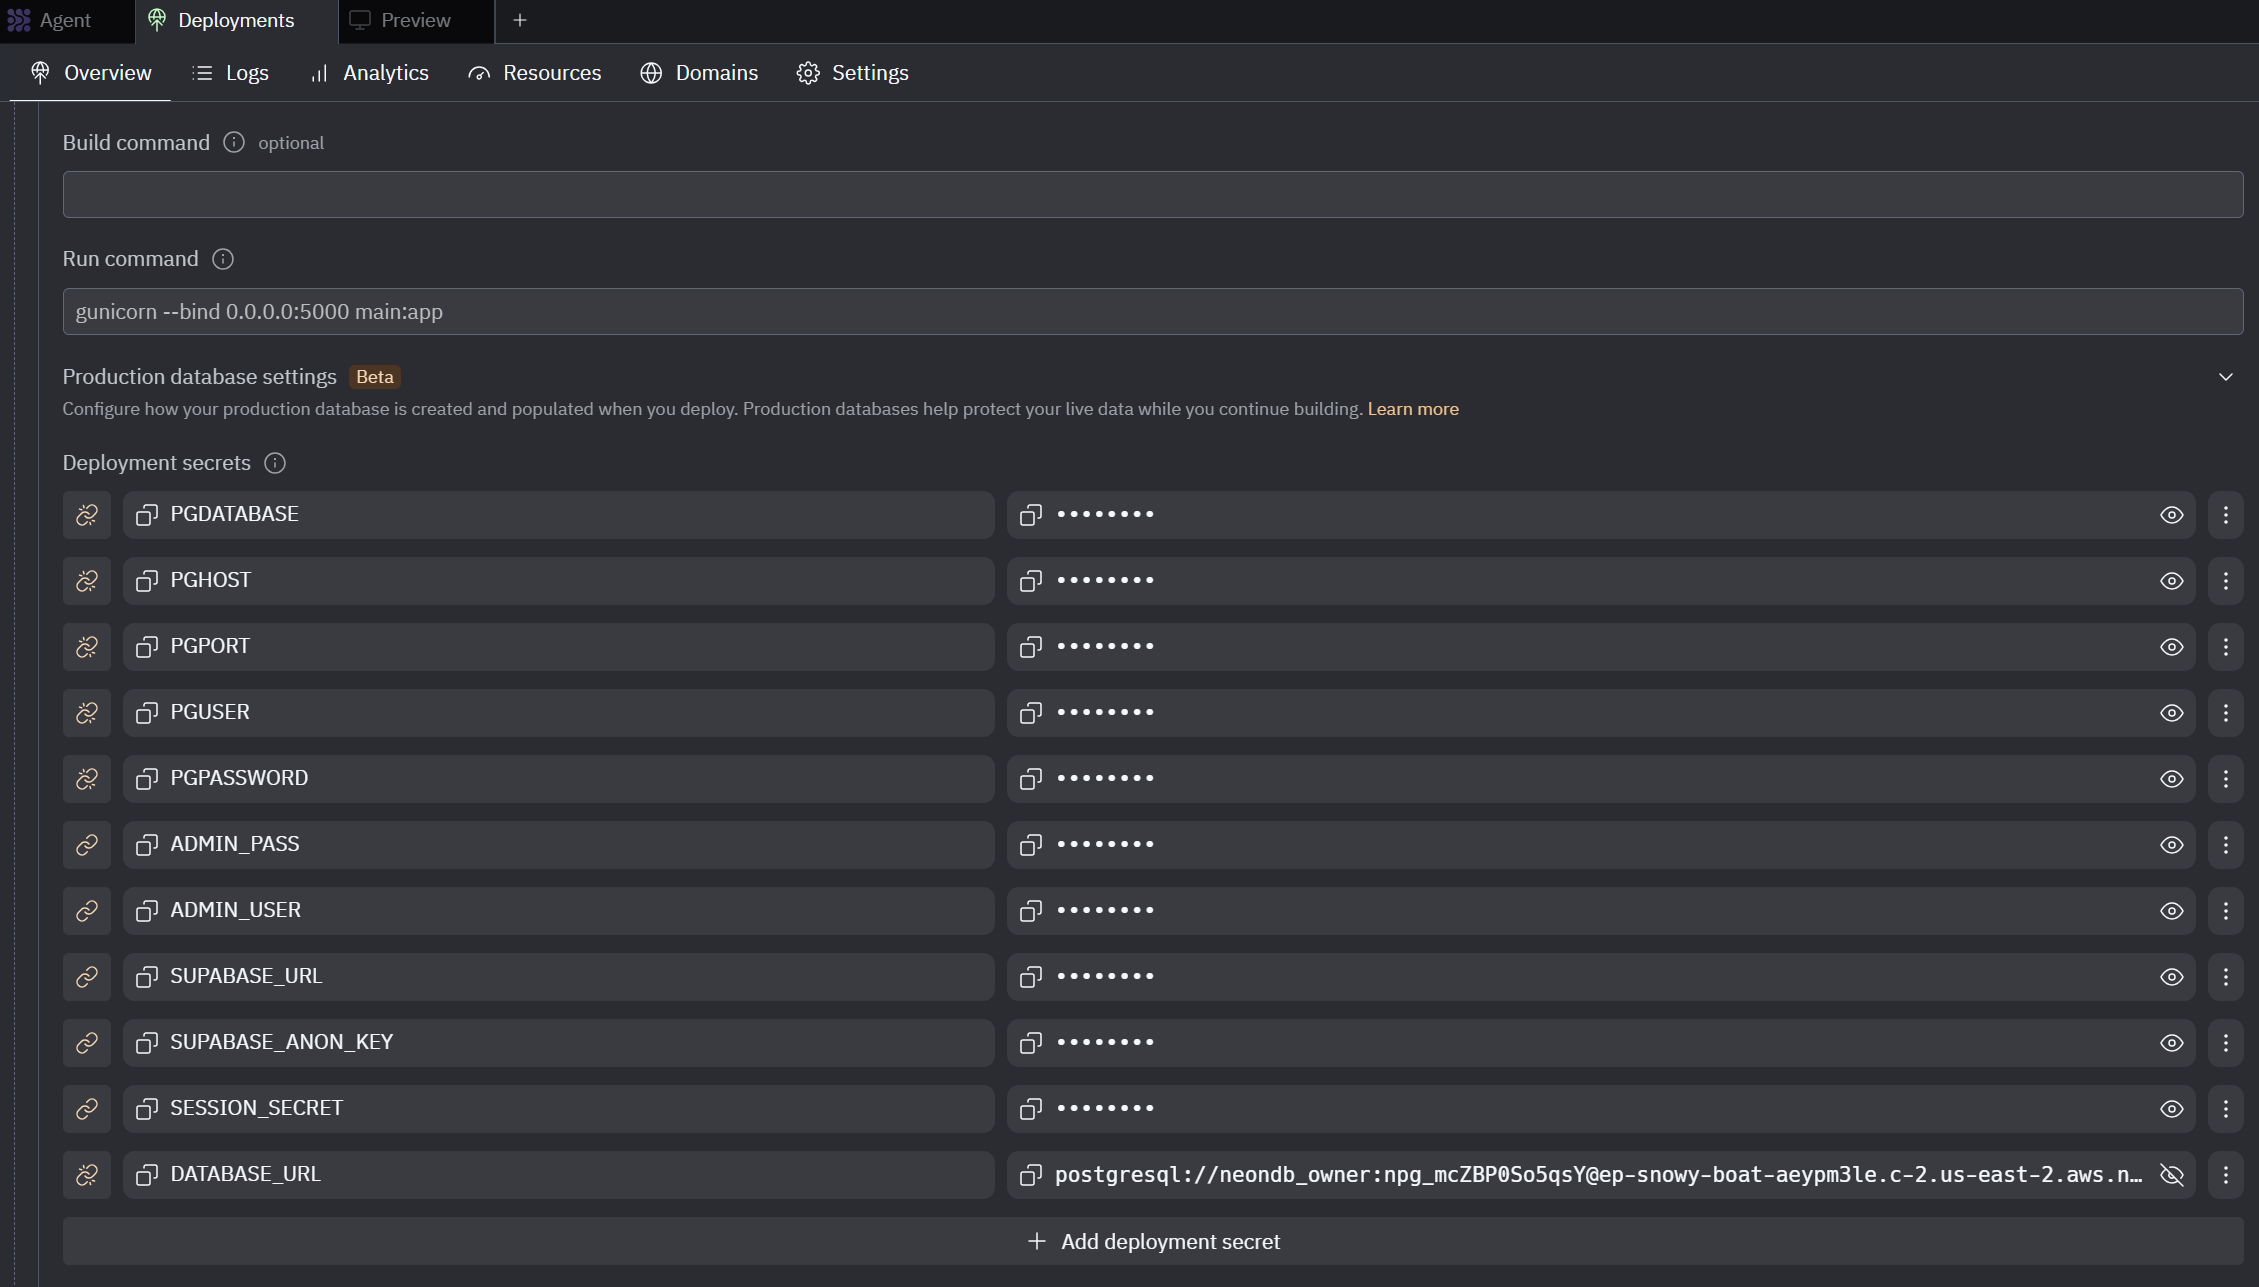 Agent Deployments Preview
Overview Logs Analytics Resources Domains Settings
Build command optional
Run command
gunicorn --bind 0.0.0.0:5000 main:app
Production database settings Beta
Configure how your production database is created and populated when you deploy. Production databases help protect your live data while you continue building. Learn more
Deployment secrets
PGDATABASE ••••••••
PGHOST ••••••••
PGPORT ••••••••
PGUSER ••••••••
PGPASSWORD ••••••••
ADMIN_PASS ••••••••
ADMIN_USER ••••••••
SUPABASE_URL ••••••••
SUPABASE_ANON_KEY ••••••••
SESSION_SECRET ••••••••
DATABASE_URL postgresql://neondb_owner:npg_mcZBP0So5qsY@ep-snowy-boat-aeypm3le.c-2.us-east-2.aws.n…
+ Add deployment secret